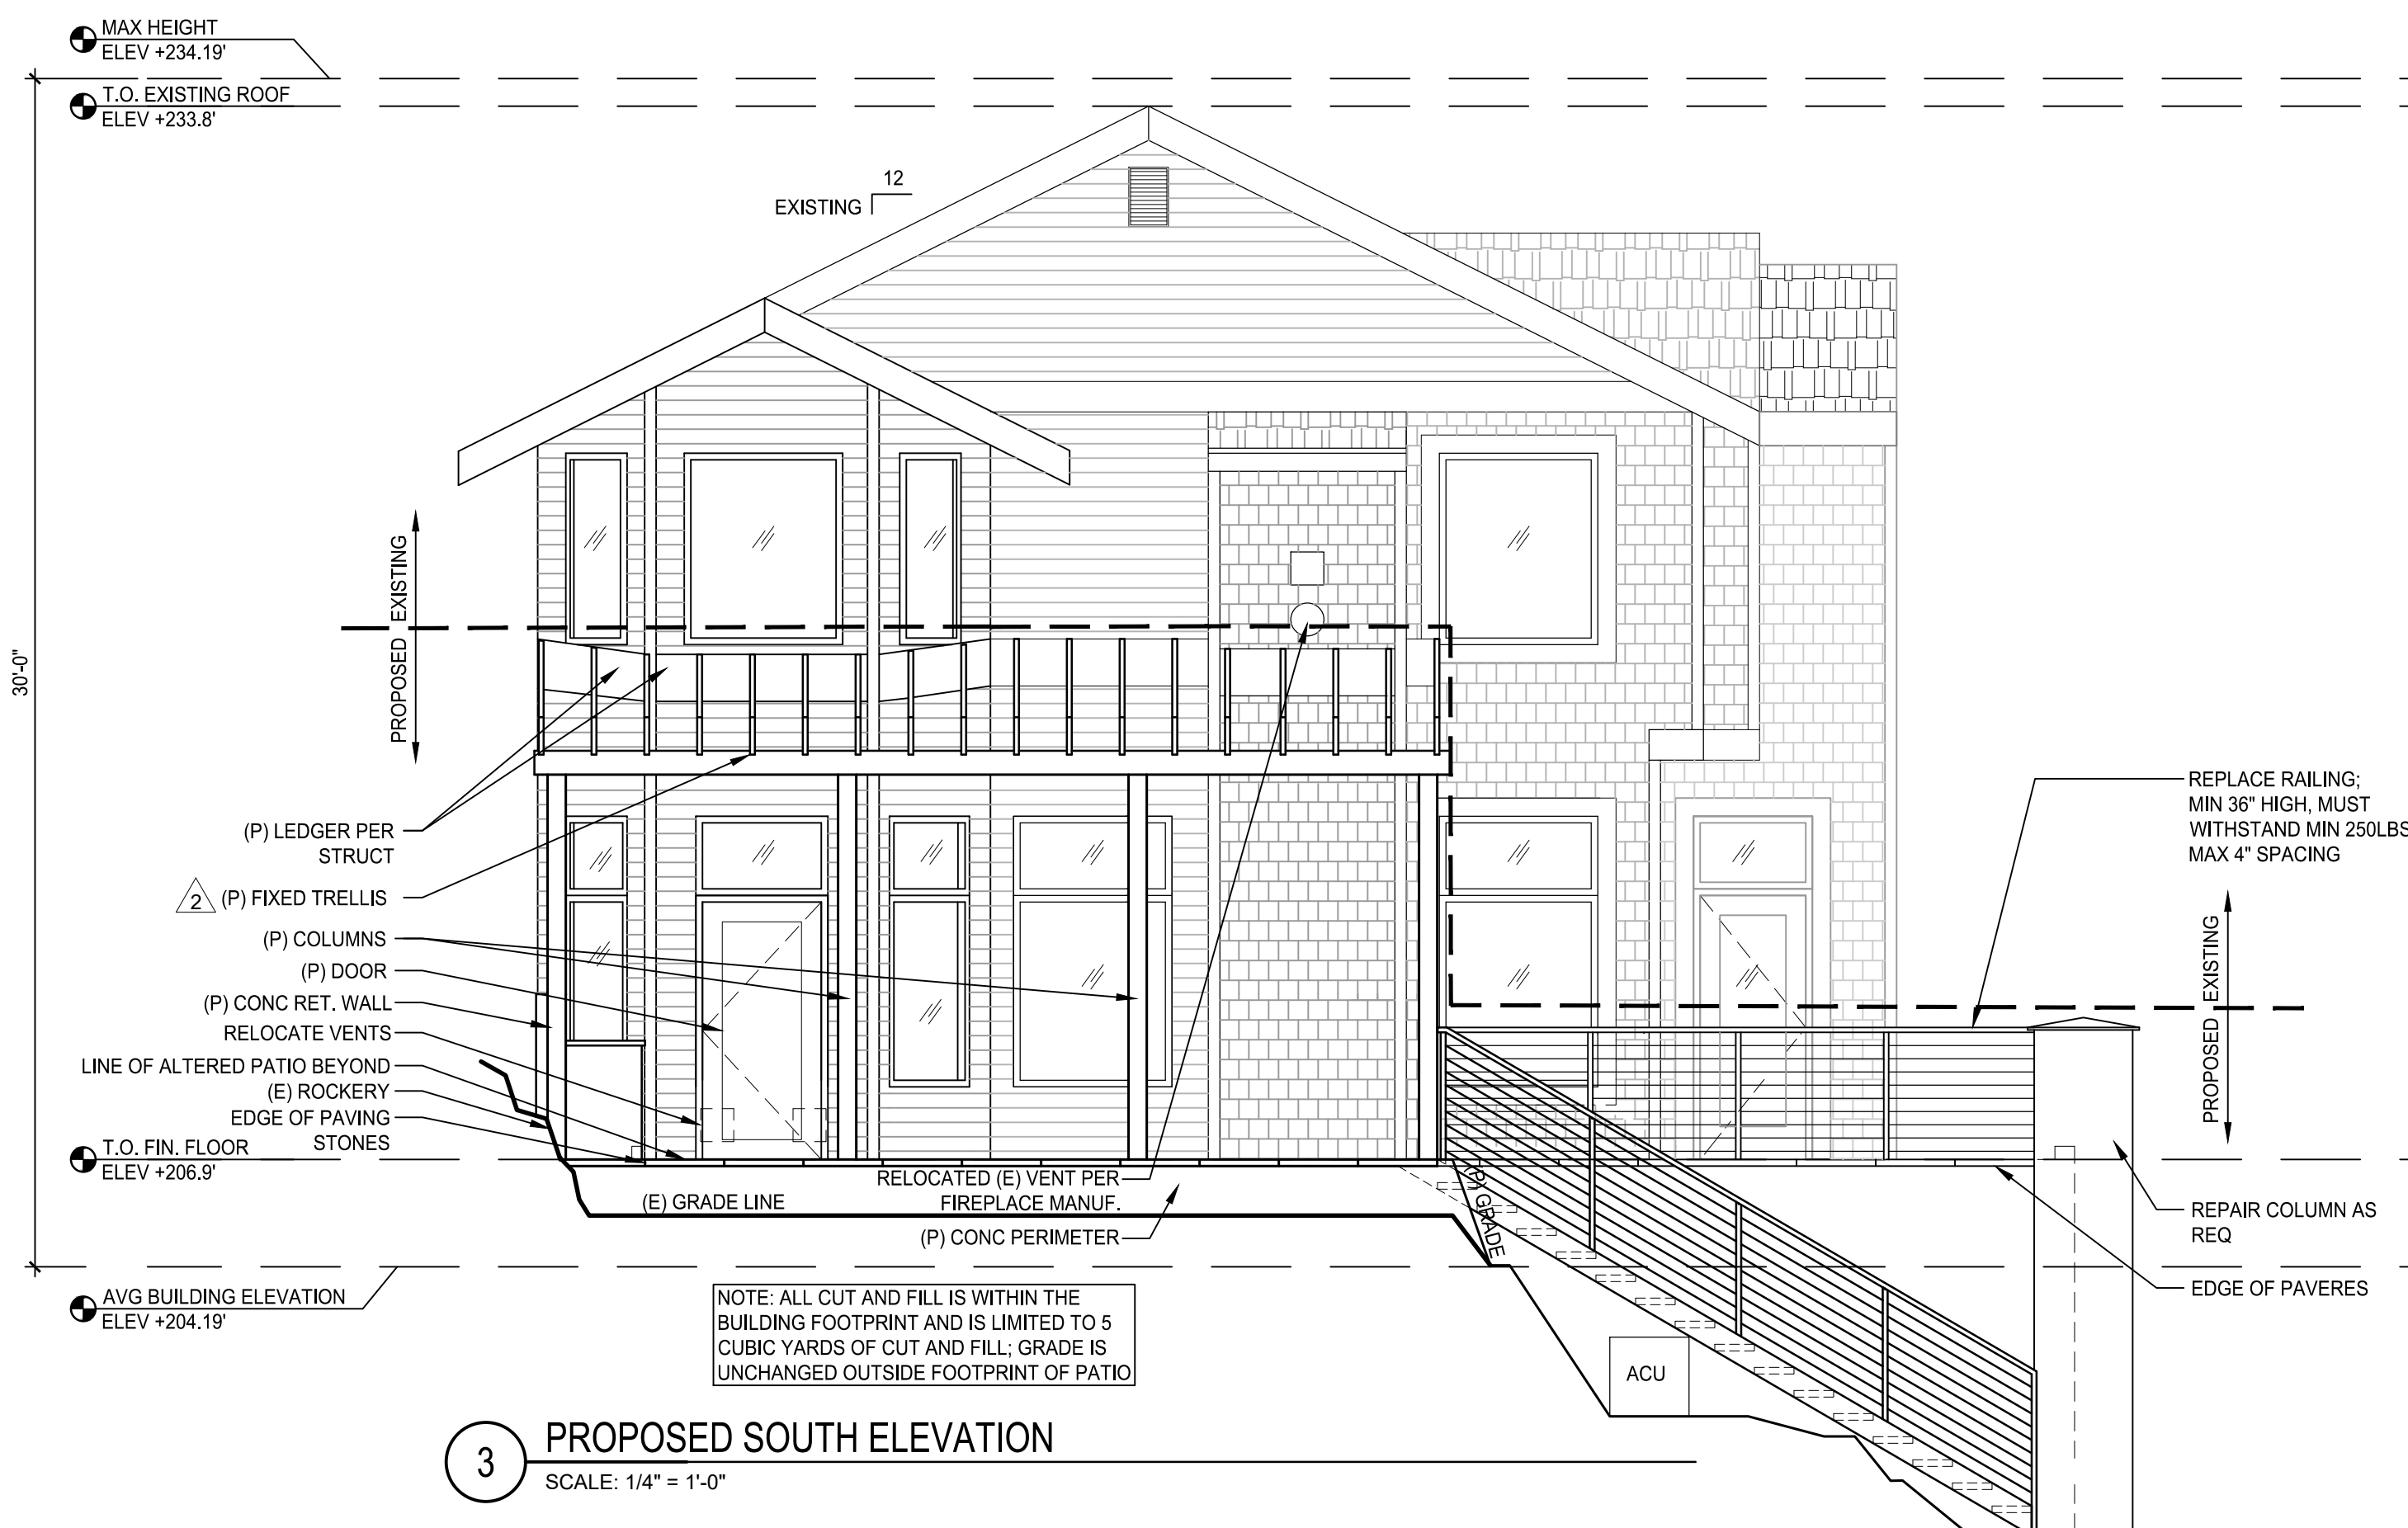 MAX HEIGHT
ELEV +234.19'
T.O. EXISTING ROOF
ELEV +233.8'
12
EXISTING
30'-0"
PROPOSED EXISTING
(P) LEDGER PER
STRUCT
2 (P) FIXED TRELLIS
(P) COLUMNS
(P) DOOR
(P) CONC RET. WALL
RELOCATE VENTS
LINE OF ALTERED PATIO BEYOND
(E) ROCKERY
EDGE OF PAVING
STONES
T.O. FIN. FLOOR
ELEV +206.9'
AVG BUILDING ELEVATION
ELEV +204.19'
(E) GRADE LINE
RELOCATED (E) VENT PER
FIREPLACE MANUF.
(P) CONC PERIMETER
(P) GRADE
REPLACE RAILING;
MIN 36" HIGH, MUST
WITHSTAND MIN 250LBS
MAX 4" SPACING
PROPOSED EXISTING
REPAIR COLUMN AS
REQ
EDGE OF PAVERES
ACU
NOTE: ALL CUT AND FILL IS WITHIN THE
BUILDING FOOTPRINT AND IS LIMITED TO 5
CUBIC YARDS OF CUT AND FILL; GRADE IS
UNCHANGED OUTSIDE FOOTPRINT OF PATIO
3 PROPOSED SOUTH ELEVATION
SCALE: 1/4" = 1'-0"